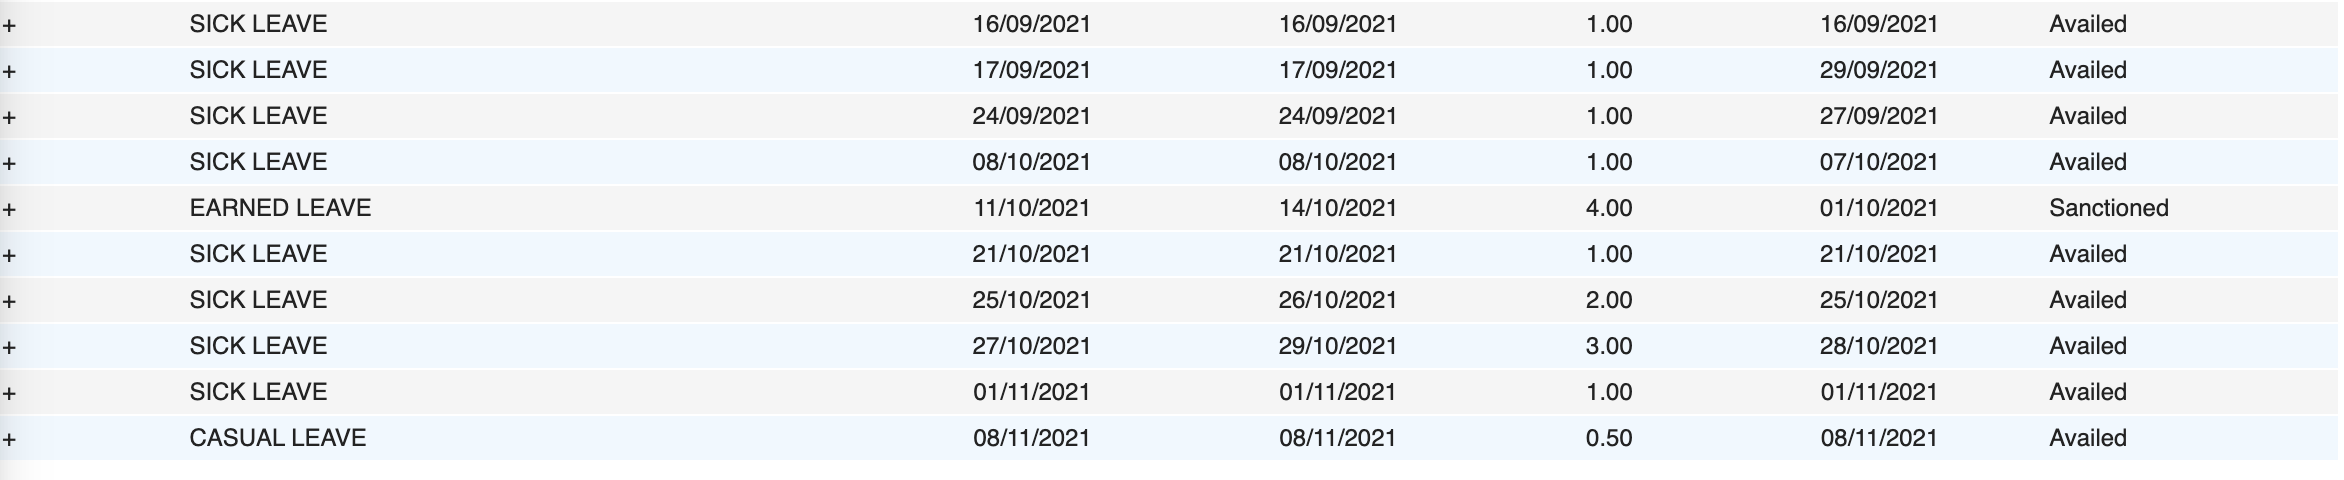 + SICK LEAVE 16/09/2021 16/09/2021 1.00 16/09/2021 Availed
+ SICK LEAVE 17/09/2021 17/09/2021 1.00 29/09/2021 Availed
+ SICK LEAVE 24/09/2021 24/09/2021 1.00 27/09/2021 Availed
+ SICK LEAVE 08/10/2021 08/10/2021 1.00 07/10/2021 Availed
+ EARNED LEAVE 11/10/2021 14/10/2021 4.00 01/10/2021 Sanctioned
+ SICK LEAVE 21/10/2021 21/10/2021 1.00 21/10/2021 Availed
+ SICK LEAVE 25/10/2021 26/10/2021 2.00 25/10/2021 Availed
+ SICK LEAVE 27/10/2021 29/10/2021 3.00 28/10/2021 Availed
+ SICK LEAVE 01/11/2021 01/11/2021 1.00 01/11/2021 Availed
+ CASUAL LEAVE 08/11/2021 08/11/2021 0.50 08/11/2021 Availed